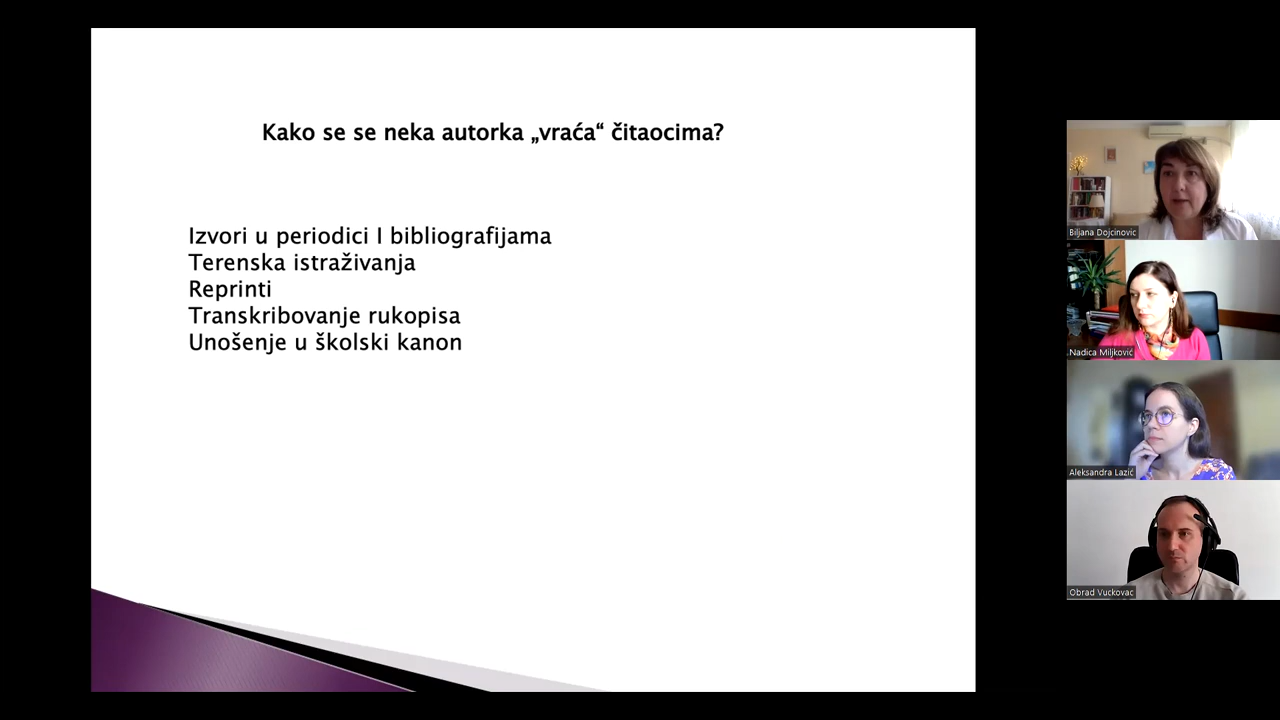 Kako se se neka autorka „vraća“ čitaocima?
Izvori u periodici I bibliografijama
Terenska istraživanja
Reprinti
Transkribovanje rukopisa
Unošenje u školski kanon
Biljana Dojcinovic
Nadica Miljković
Aleksandra Lazić
Obrad Vuckovac